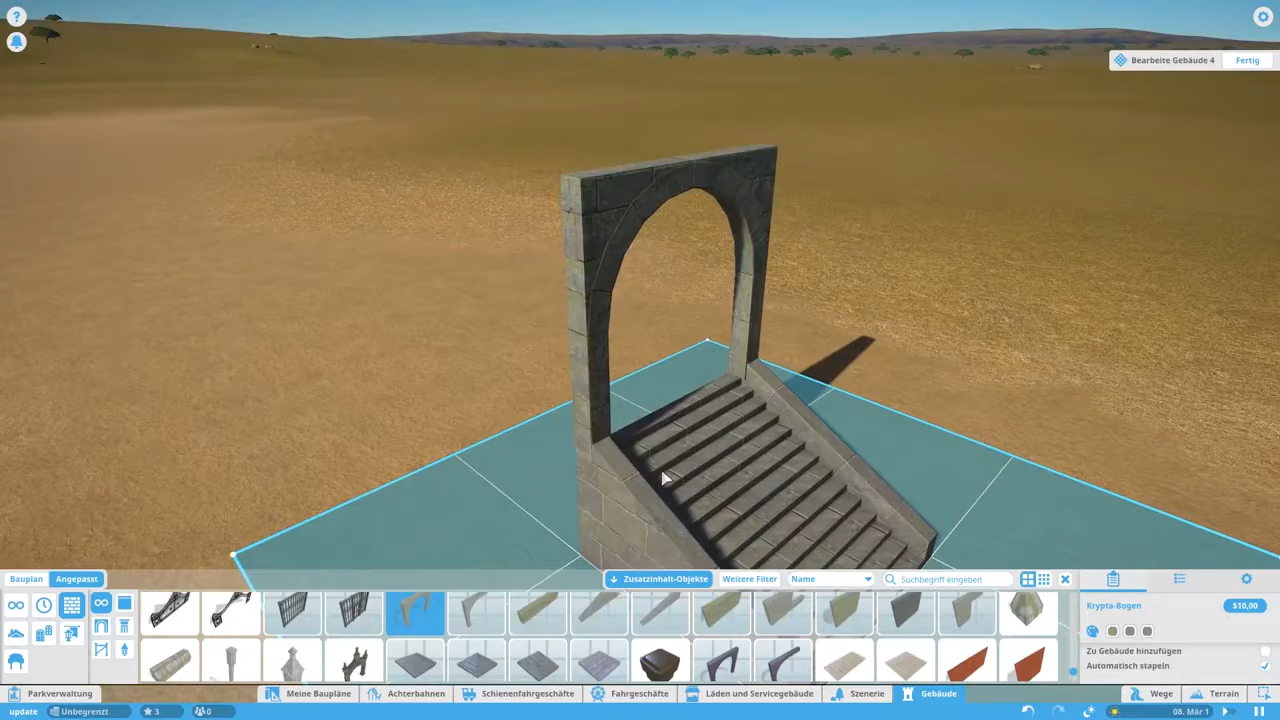 ?
Bearbeite Gebäude 4 Fertig
Bauplan Angepasst Zusatzinhalt-Objekte Weitere Filter Name Suchbegriff eingeben
Krypta-Bogen $10,00
Zu Gebäude hinzufügen
Automatisch stapeln
Parkverwaltung Meine Baupläne Achterbahnen Schienenfahrgeschäfte Fahrgeschäfte Läden und Servicegebäude Szenerie Gebäude Wege Terrain
update Unbegrenzt 3 0 08. Mär 1